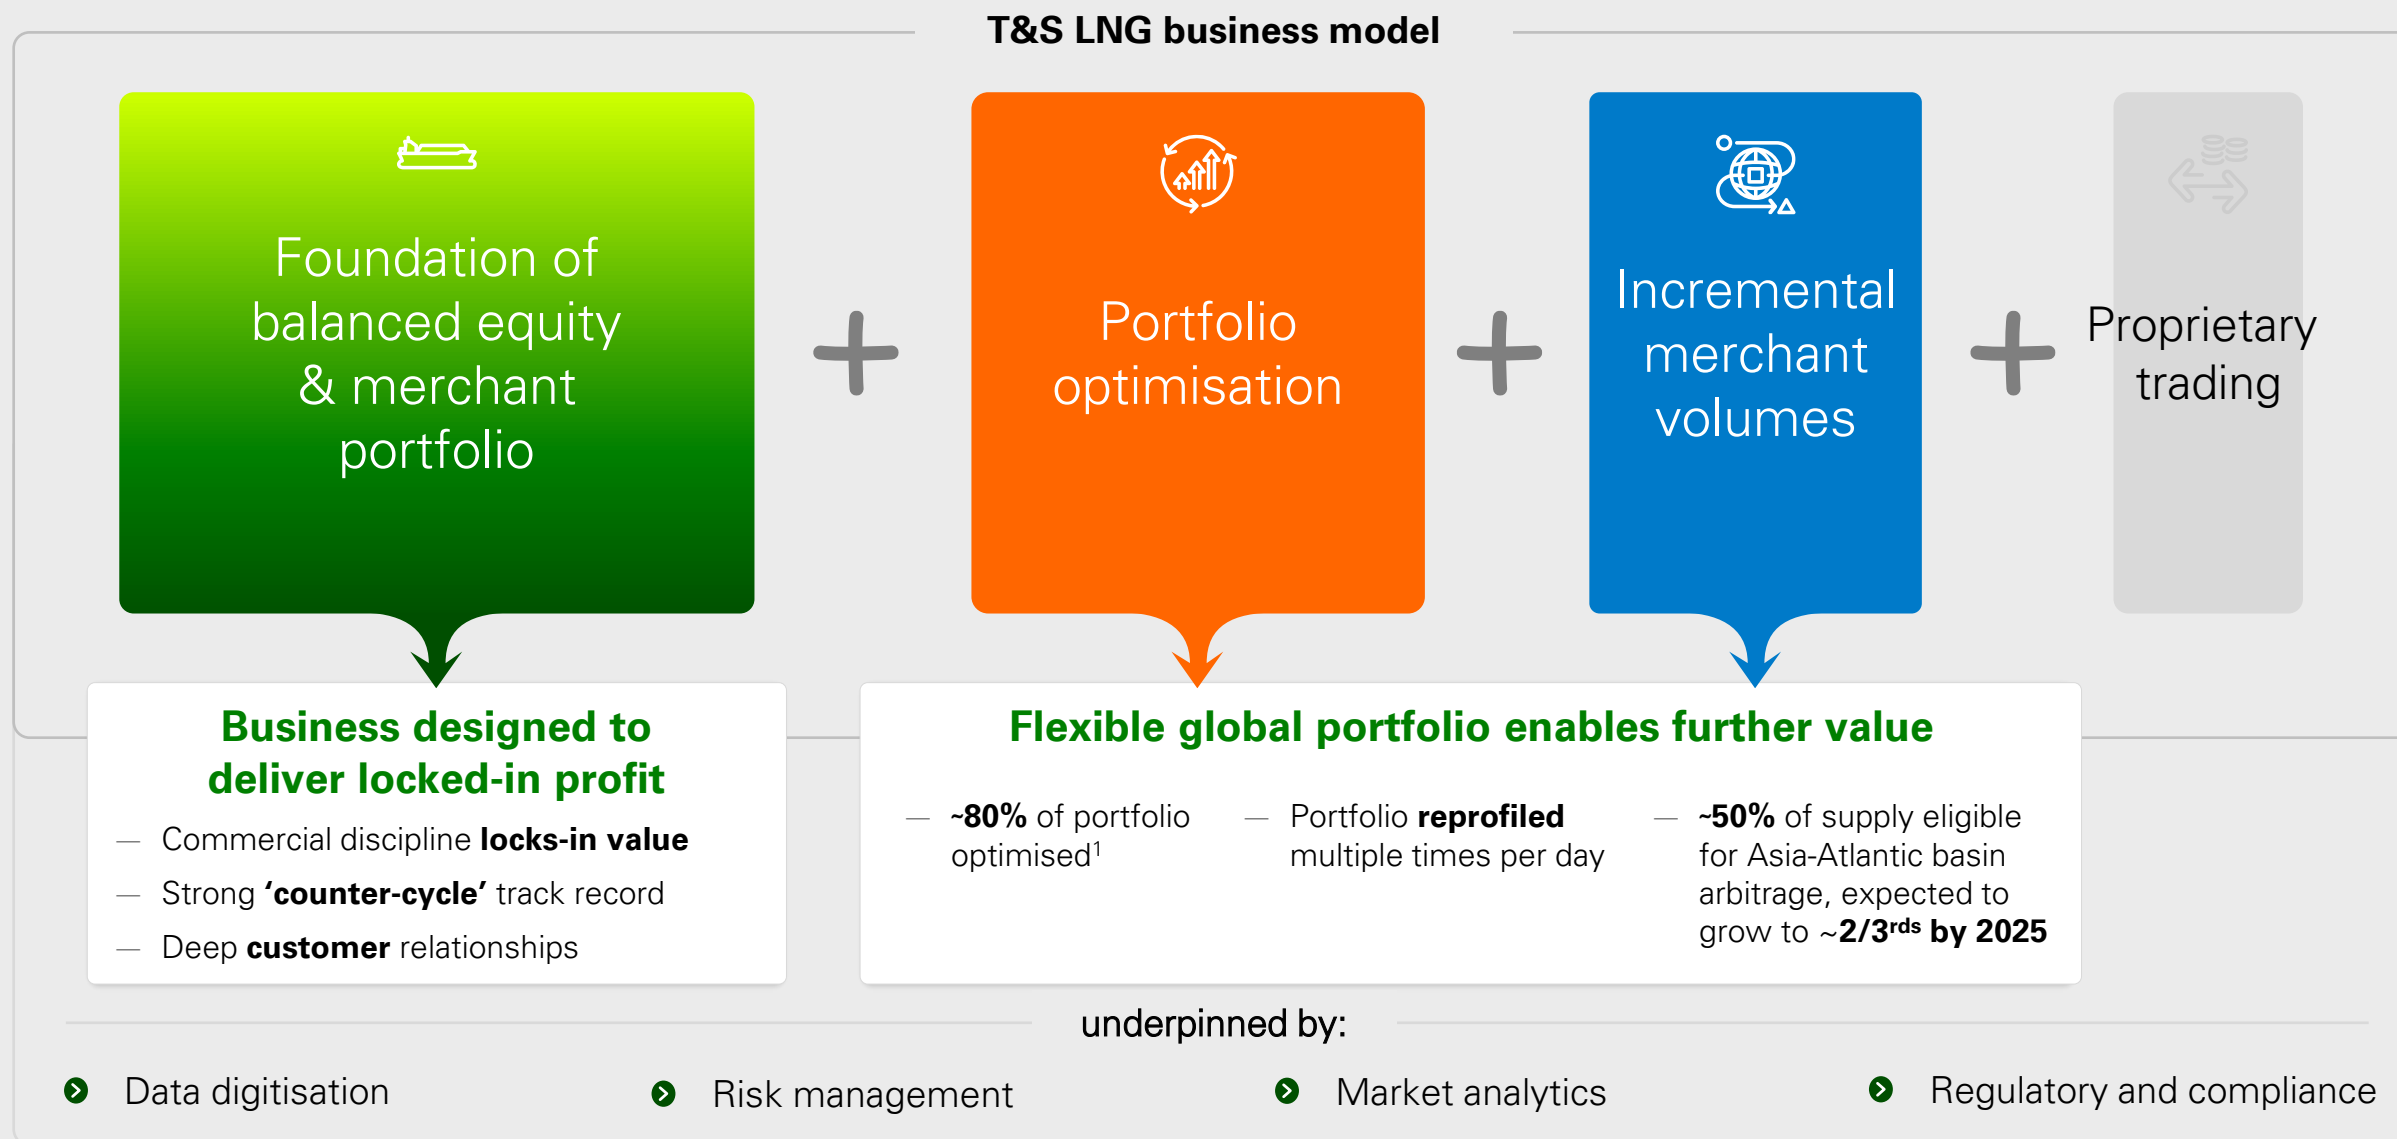 T&S LNG business model
Foundation of
balanced equity
& merchant
portfolio
Portfolio
optimisation
Incremental
merchant
volumes
Proprietary
trading
Business designed to
deliver locked-in profit
— Commercial discipline locks-in value
— Strong ‘counter-cycle’ track record
— Deep customer relationships
Flexible global portfolio enables further value
— ~80% of portfolio
optimised¹
— Portfolio reprofiled
multiple times per day
— ~50% of supply eligible
for Asia-Atlantic basin
arbitrage, expected to
grow to ~2/3rds by 2025
underpinned by:
Data digitisation
Risk management
Market analytics
Regulatory and compliance